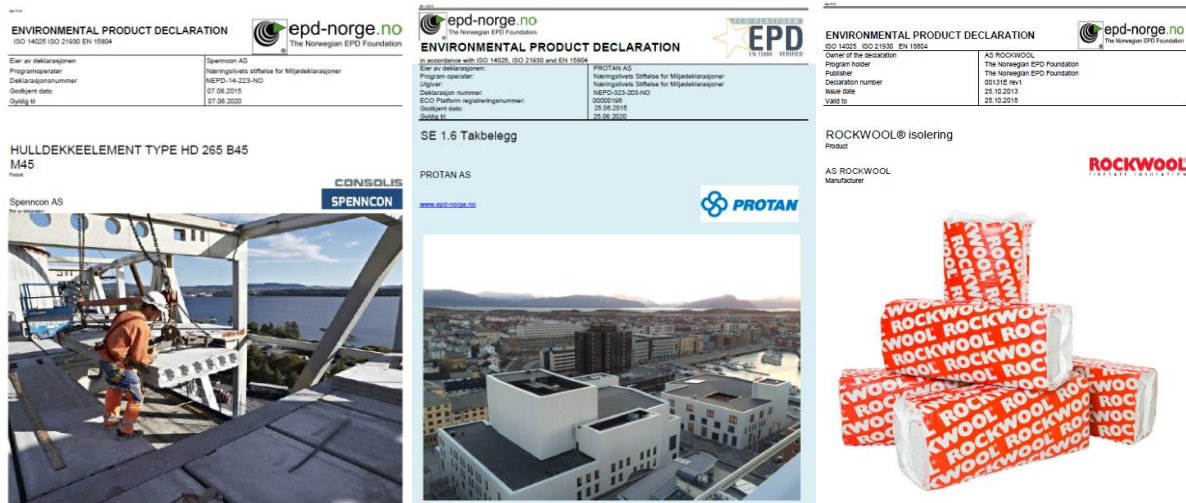 ENVIRONMENTAL PRODUCT DECLARATION
ISO 14025 ISO 21930 EN 15804
epd-norge.no
The Norwegian EPD Foundation
Eier av deklarasjonen Spenncon AS
Programoperatør Næringslivets stiftelse for Miljødeklarasjoner
Deklarasjonsnummer NEPD-14-223-NO
Godkjent dato 07.08.2015
Gyldig til 07.08.2020
HULLDEKKEELEMENT TYPE HD 265 B45
M45
Produkt
Spenncon AS
Eier av deklarasjon
CONSOLIS
SPENNCON
epd-norge.no
The Norwegian EPD Foundation
ECO PLATFORM
EPD
EN 15804 VERIFIED
ENVIRONMENTAL PRODUCT DECLARATION
in accordance with ISO 14025, ISO 21930 and EN 15804
Eier av deklarasjonen: PROTAN AS
Program operatør: Næringslivets Stiftelse for Miljødeklarasjoner
Utgiver: Næringslivets Stiftelse for Miljødeklarasjoner
Deklarasjon nummer: NEPD-323-203-NO
ECO Platform registreringsnummer: 00000198
Godkjent dato: 25.06.2015
Gyldig til: 25.06.2020
SE 1.6 Takbelegg
PROTAN AS
www.epd-norge.no
PROTAN
ENVIRONMENTAL PRODUCT DECLARATION
ISO 14025 ISO 21930 EN 15804
epd-norge.no
The Norwegian EPD Foundation
Owner of the declaration AS ROCKWOOL
Program holder The Norwegian EPD Foundation
Publisher The Norwegian EPD Foundation
Declaration number 00131E rev1
Issue date 25.10.2013
Valid to 25.10.2018
ROCKWOOL® isolering
Product
AS ROCKWOOL
Manufacturer
ROCKWOOL®
FIRESAFE INSULATION
ROCKWOOL
ROCKWOOL
ROCKWOOL
ROCKWOOL